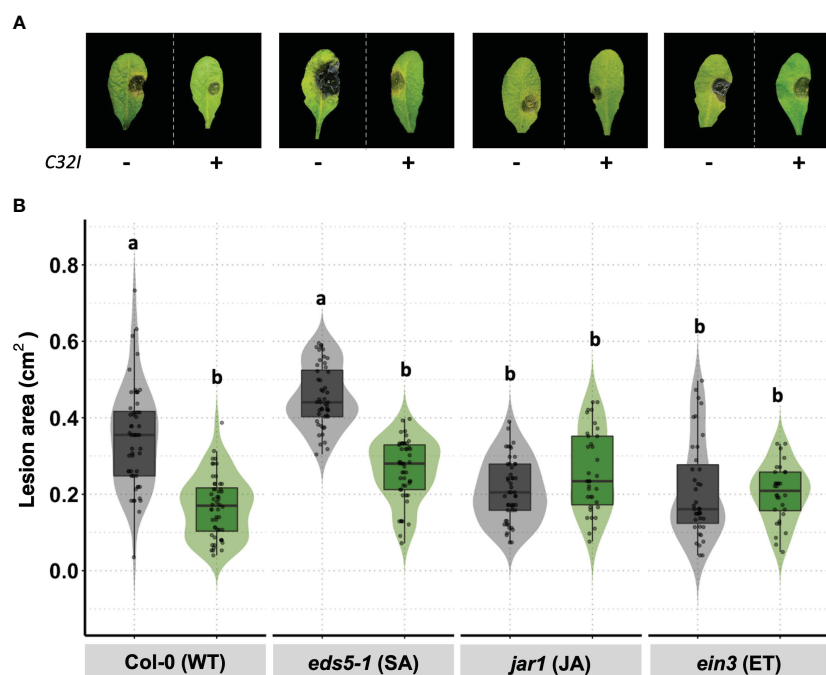 A
C32I - + - + - + - +
B
a
a
b
b
b
b
b
b
0.8
0.6
0.4
0.2
0.0
Lesion area (cm²)
Col-0 (WT) eds5-1 (SA) jar1 (JA) ein3 (ET)